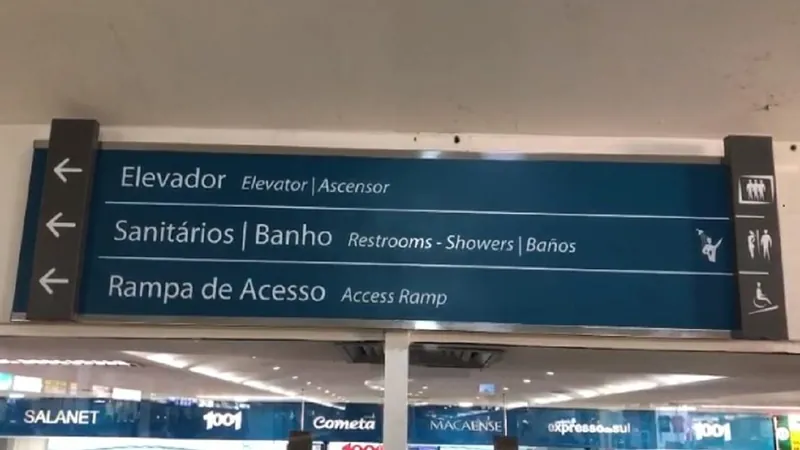 Elevador Elevator | Ascensor
Sanitários | Banho Restrooms - Showers | Baños
Rampa de Acesso Access Ramp
SALANET 1001 Cometa MACAENSE expresso do sul 1001